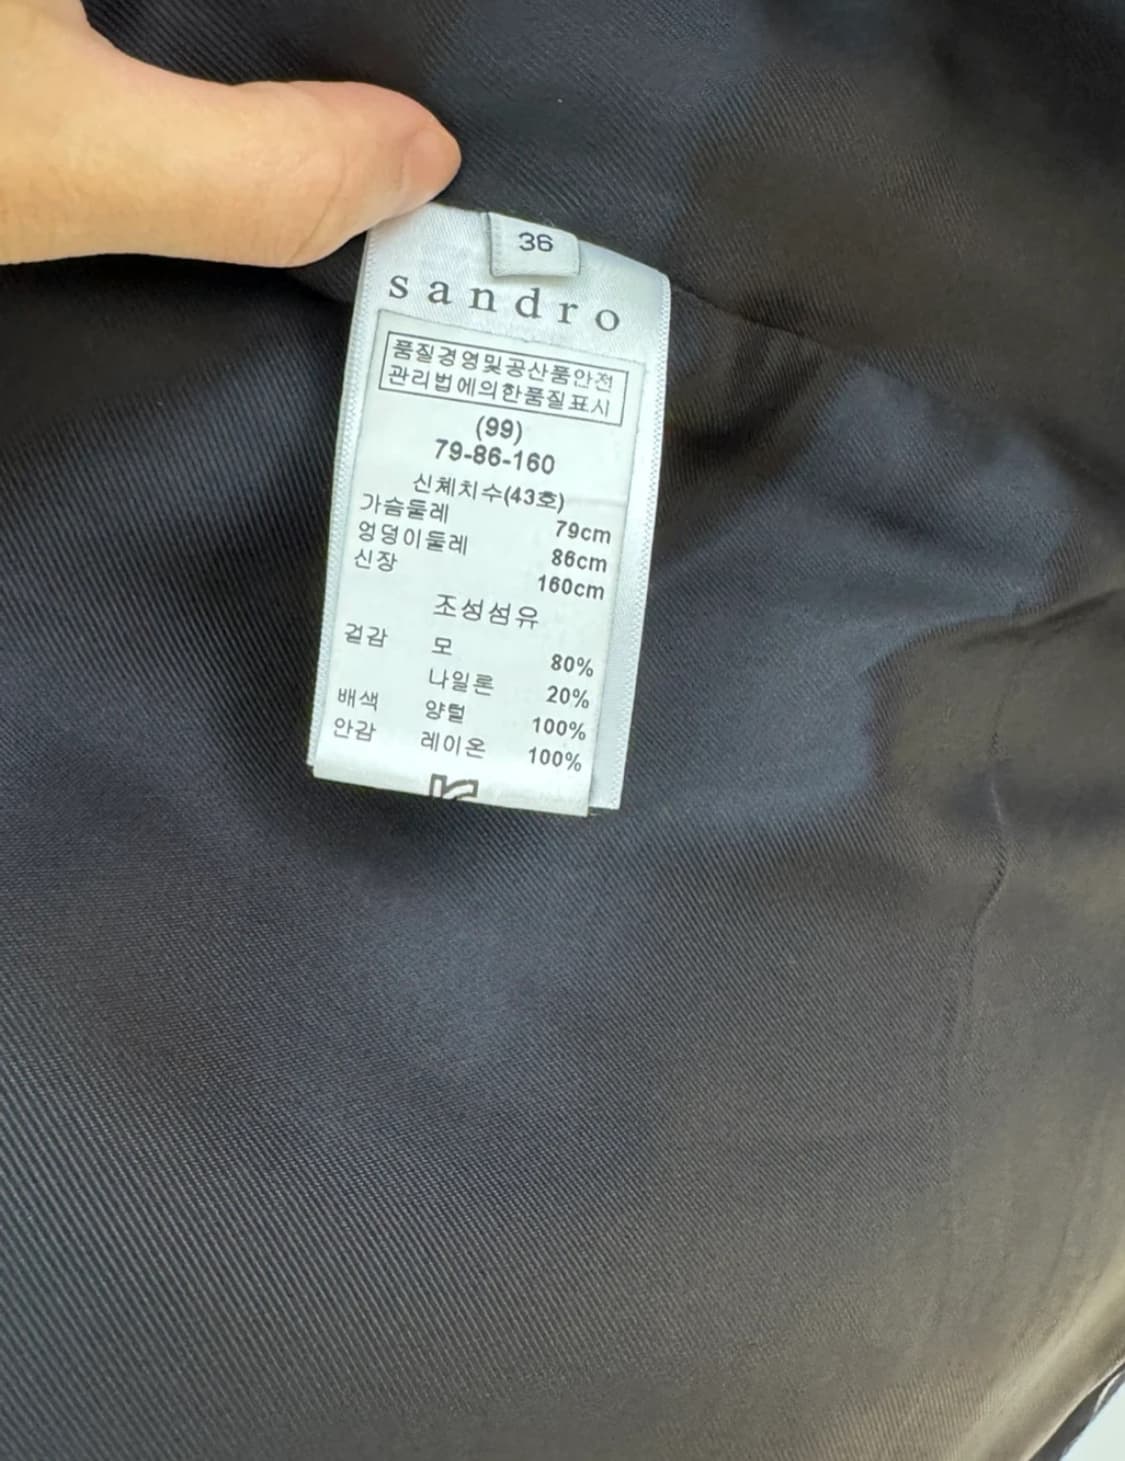 36
sandro
품질경영및공산품안전
관리법에의한품질표시
(99)
79-86-160
신체치수(43호)
가슴둘레 79cm
엉덩이둘레 86cm
신장 160cm
조성섬유
겉감 모 80%
나일론 20%
배색 양털 100%
안감 레이온 100%